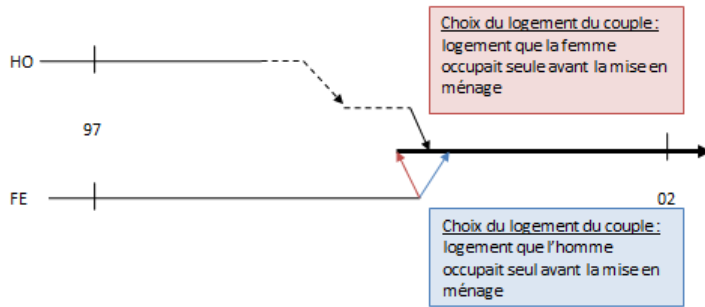 Choix du logement du couple :
logement que la femme
occupait seule avant la mise en
ménage
HO
97
FE
02
Choix du logement du couple :
logement que l'homme
occupait seul avant la mise en
ménage